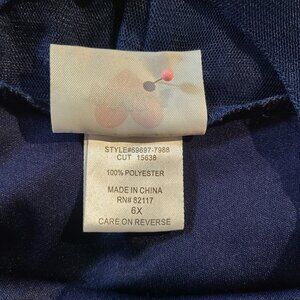 STYLE#69697-7988
CUT 15638
100% POLYESTER
MADE IN CHINA
RN# 82117
6X
CARE ON REVERSE